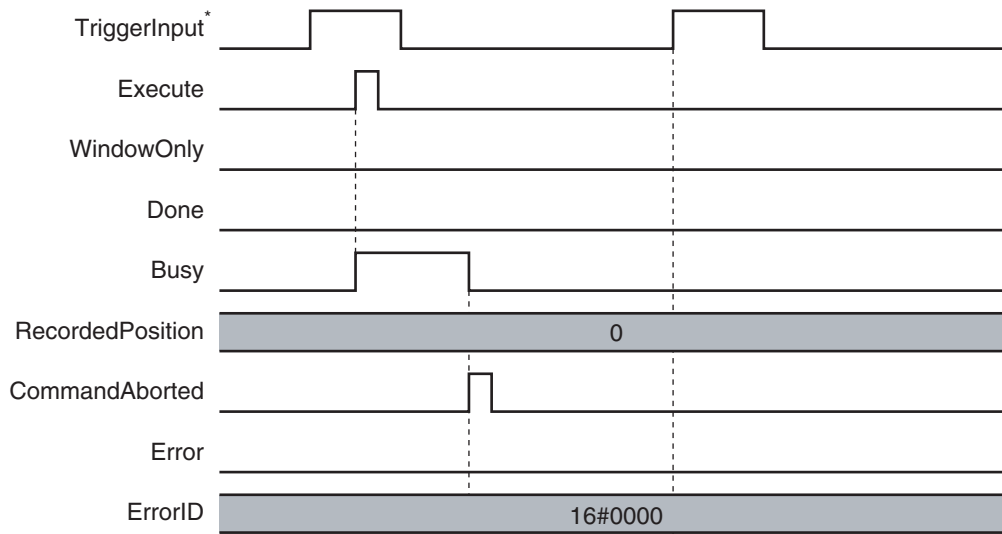 TriggerInput*
Execute
WindowOnly
Done
Busy
RecordedPosition 0
CommandAborted
Error
ErrorID 16#0000